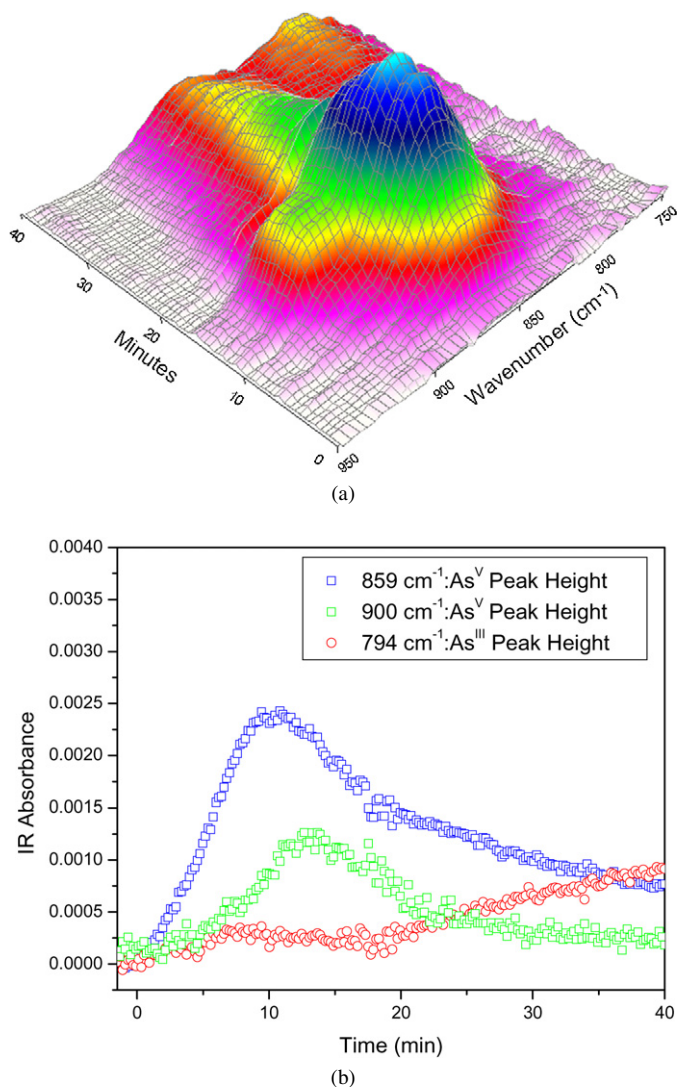 40
30
20
10
0
Minutes
950
900
850
800
750
Wavenumber (cm⁻¹)
(a)
0.0040
0.0035
0.0030
0.0025
0.0020
0.0015
0.0010
0.0005
0.0000
IR Absorbance
859 cm⁻¹:Asⱽ Peak Height
900 cm⁻¹:Asⱽ Peak Height
794 cm⁻¹:Asᴵᴵᴵ Peak Height
0 10 20 30 40
Time (min)
(b)